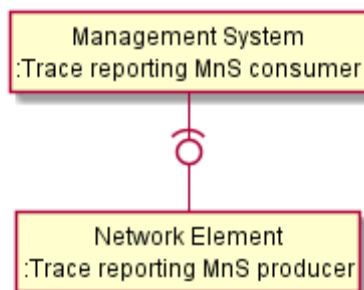 Management System
:Trace reporting MnS consumer
Network Element
:Trace reporting MnS producer